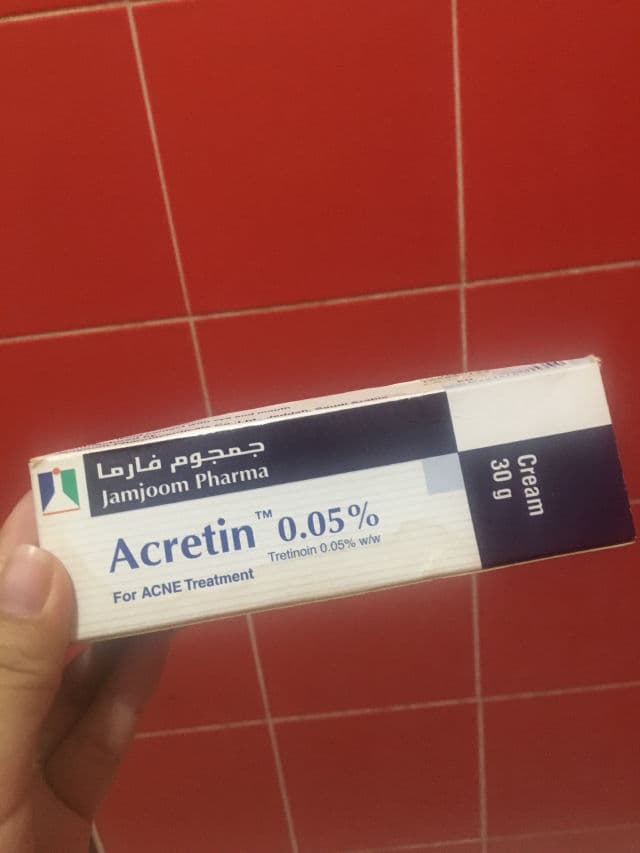 جمجوم فارما
Jamjoom Pharma
Acretin™ 0.05%
Tretinoin 0.05% w/w
For ACNE Treatment
Cream
30 g